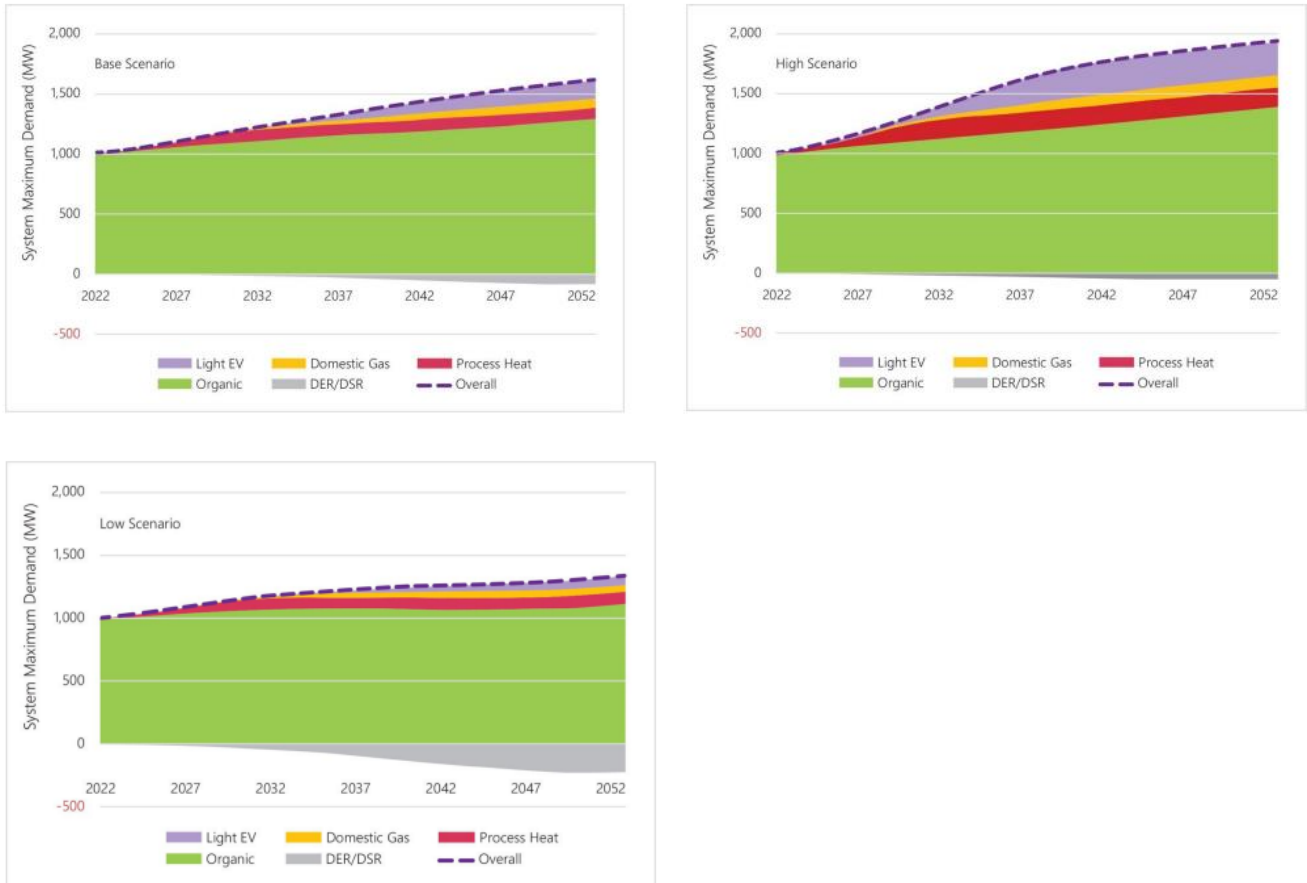 2,000
Base Scenario
1,500
1,000
500
0
-500
System Maximum Demand (MW)
2022 2027 2032 2037 2042 2047 2052
Light EV Domestic Gas Process Heat
Organic DER/DSR Overall
2,000
High Scenario
1,500
1,000
500
0
-500
System Maximum Demand (MW)
2022 2027 2032 2037 2042 2047 2052
Light EV Domestic Gas Process Heat
Organic DER/DSR Overall
2,000
Low Scenario
1,500
1,000
500
0
-500
System Maximum Demand (MW)
2022 2027 2032 2037 2042 2047 2052
Light EV Domestic Gas Process Heat
Organic DER/DSR Overall